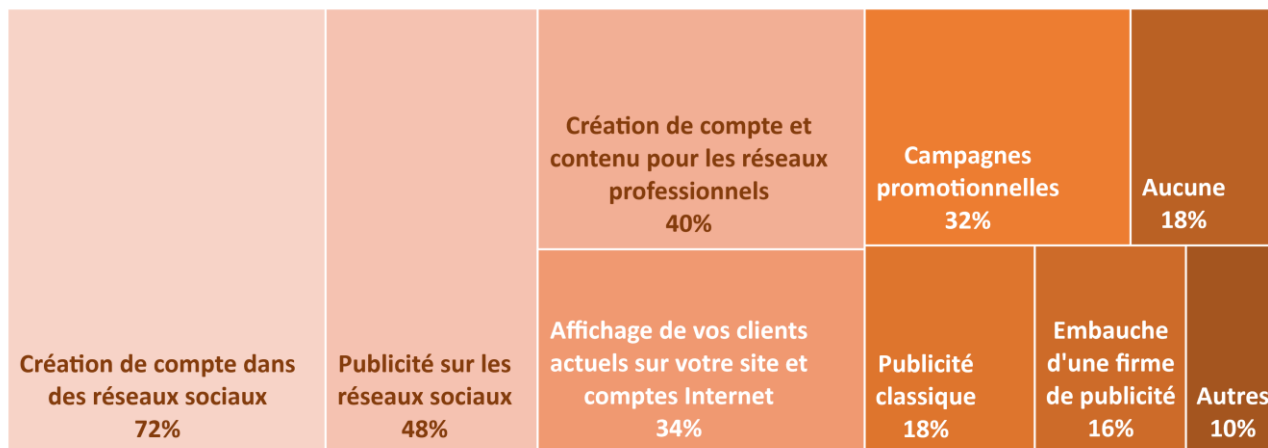 Création de compte dans
des réseaux sociaux
72%
Publicité sur les
réseaux sociaux
48%
Création de compte et
contenu pour les réseaux
professionnels
40%
Affichage de vos clients
actuels sur votre site et
comptes Internet
34%
Campagnes
promotionnelles
32%
Aucune
18%
Publicité
classique
18%
Embauche
d'une firme
de publicité
16%
Autres
10%